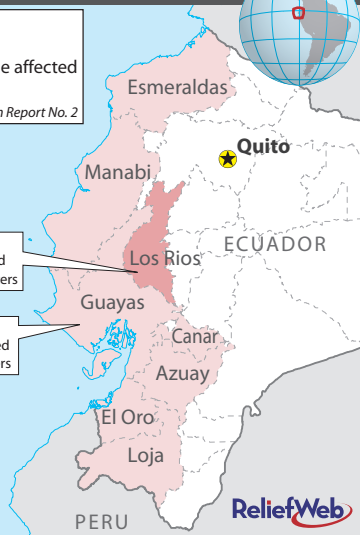 e affected
n Report No. 2
Esmeraldas
Quito
Manabi
ECUADOR
Los Rios
d
ers
Guayas
Canar
ed
rs
Azuay
El Oro
Loja
ReliefWeb
PERU